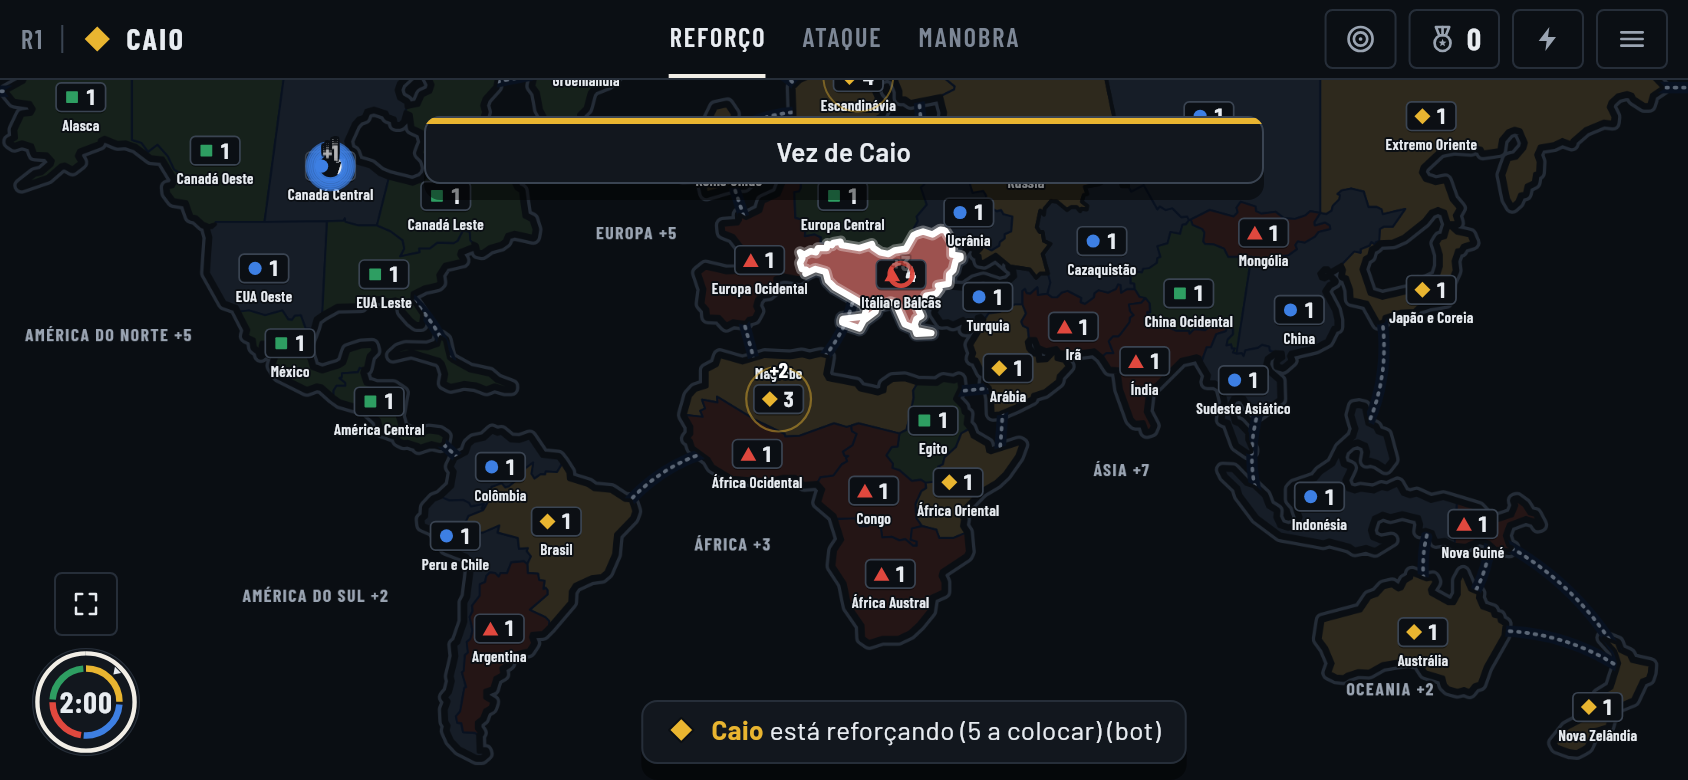 R1 CAIO REFORÇO ATAQUE MANOBRA 0
Groenlândia
1
Alasca
4
Escandinávia
1
1
Extremo Oriente
Vez de Caio
1
Canadá Oeste
+1
Canadá Central
1
Canadá Leste
Rússia
1
Europa Central
1
Ucrânia
EUROPA +5
1
Europa Ocidental
Itália e Bálcãs
1
Cazaquistão
1
Mongólia
1
EUA Oeste
1
EUA Leste
1
Turquia
1
China Ocidental
1
China
1
Japão e Coreia
AMÉRICA DO NORTE +5
1
México
1
Irã
1
Índia
1
Arábia
1
Sudeste Asiático
+2
3
1
América Central
1
Egito
1
África Ocidental
1
Colômbia
1
Congo
1
África Oriental
ÁSIA +7
1
Brasil
1
Peru e Chile
ÁFRICA +3
1
Indonésia
1
Nova Guiné
1
África Austral
AMÉRICA DO SUL +2
1
Argentina
1
Austrália
OCEANIA +2
1
Nova Zelândia
2:00
Caio está reforçando (5 a colocar) (bot)